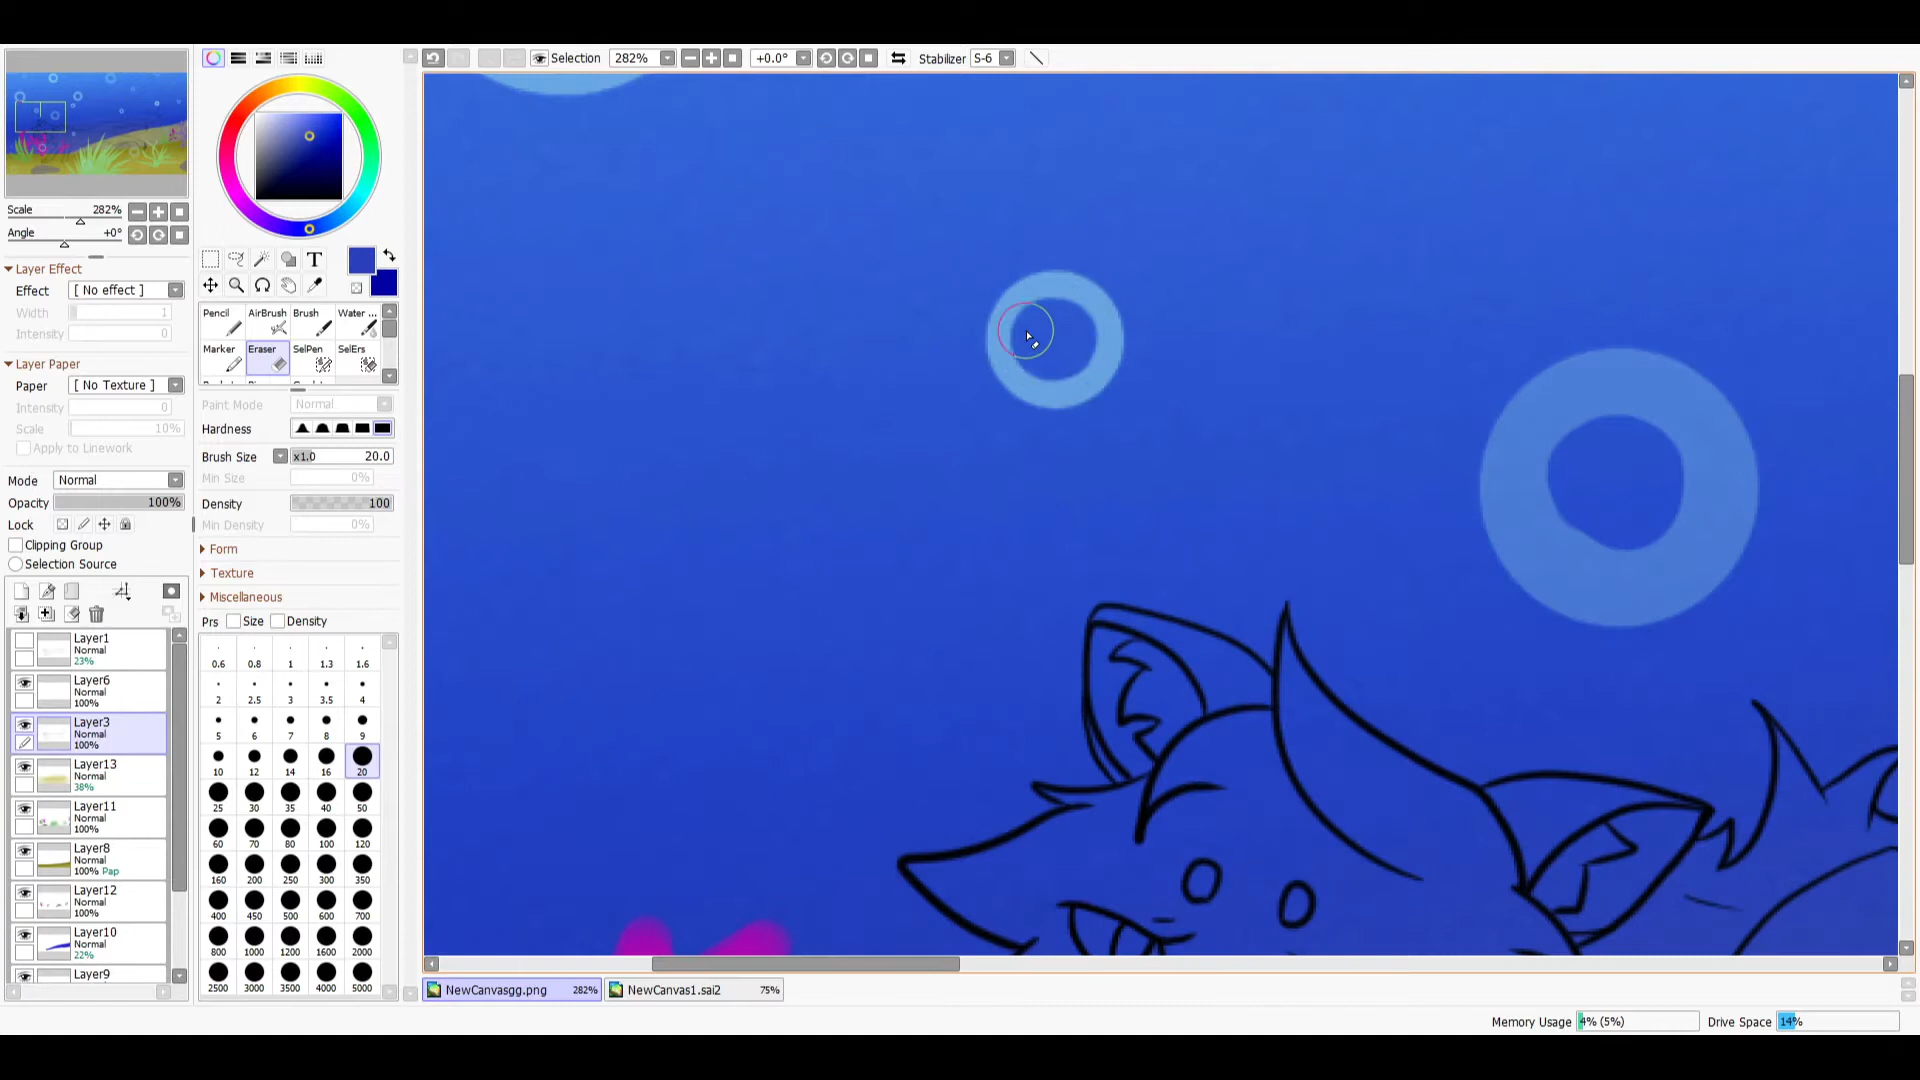 Selection 282% +0.0° Stabilizer S-6
Scale 282%
Angle +0°
Layer Effect
Effect [ No effect ]
Width 1
Intensity 0
Layer Paper
Paper [ No Texture ]
Intensity 0
Scale 10%
Apply to Linework
Mode Normal
Opacity 100%
Lock
Clipping Group
Selection Source
Layer1
Normal
23%
Layer6
Normal
100%
Layer3
Normal
100%
Layer13
Normal
38%
Layer11
Normal
100%
Layer8
Normal
100% Pap
Layer12
Normal
100%
Layer10
Normal
22%
Layer9
T
Pencil AirBrush Brush Water ...
Marker Eraser SelPen SelErs
Paint Mode Normal
Hardness
Brush Size x1.0 20.0
Min Size 0%
Density 100
Min Density 0%
Form
Texture
Miscellaneous
Prs Size Density
0.6 0.8 1 1.3 1.6
2 2.5 3 3.5 4
5 6 7 8 9
10 12 14 16 20
25 30 35 40 50
60 70 80 100 120
160 200 250 300 350
400 450 500 600 700
800 1000 1200 1600 2000
2500 3000 3500 4000 5000
NewCanvasgg.png 282% NewCanvas1.sai2 75%
Memory Usage 4% (5%) Drive Space 14%